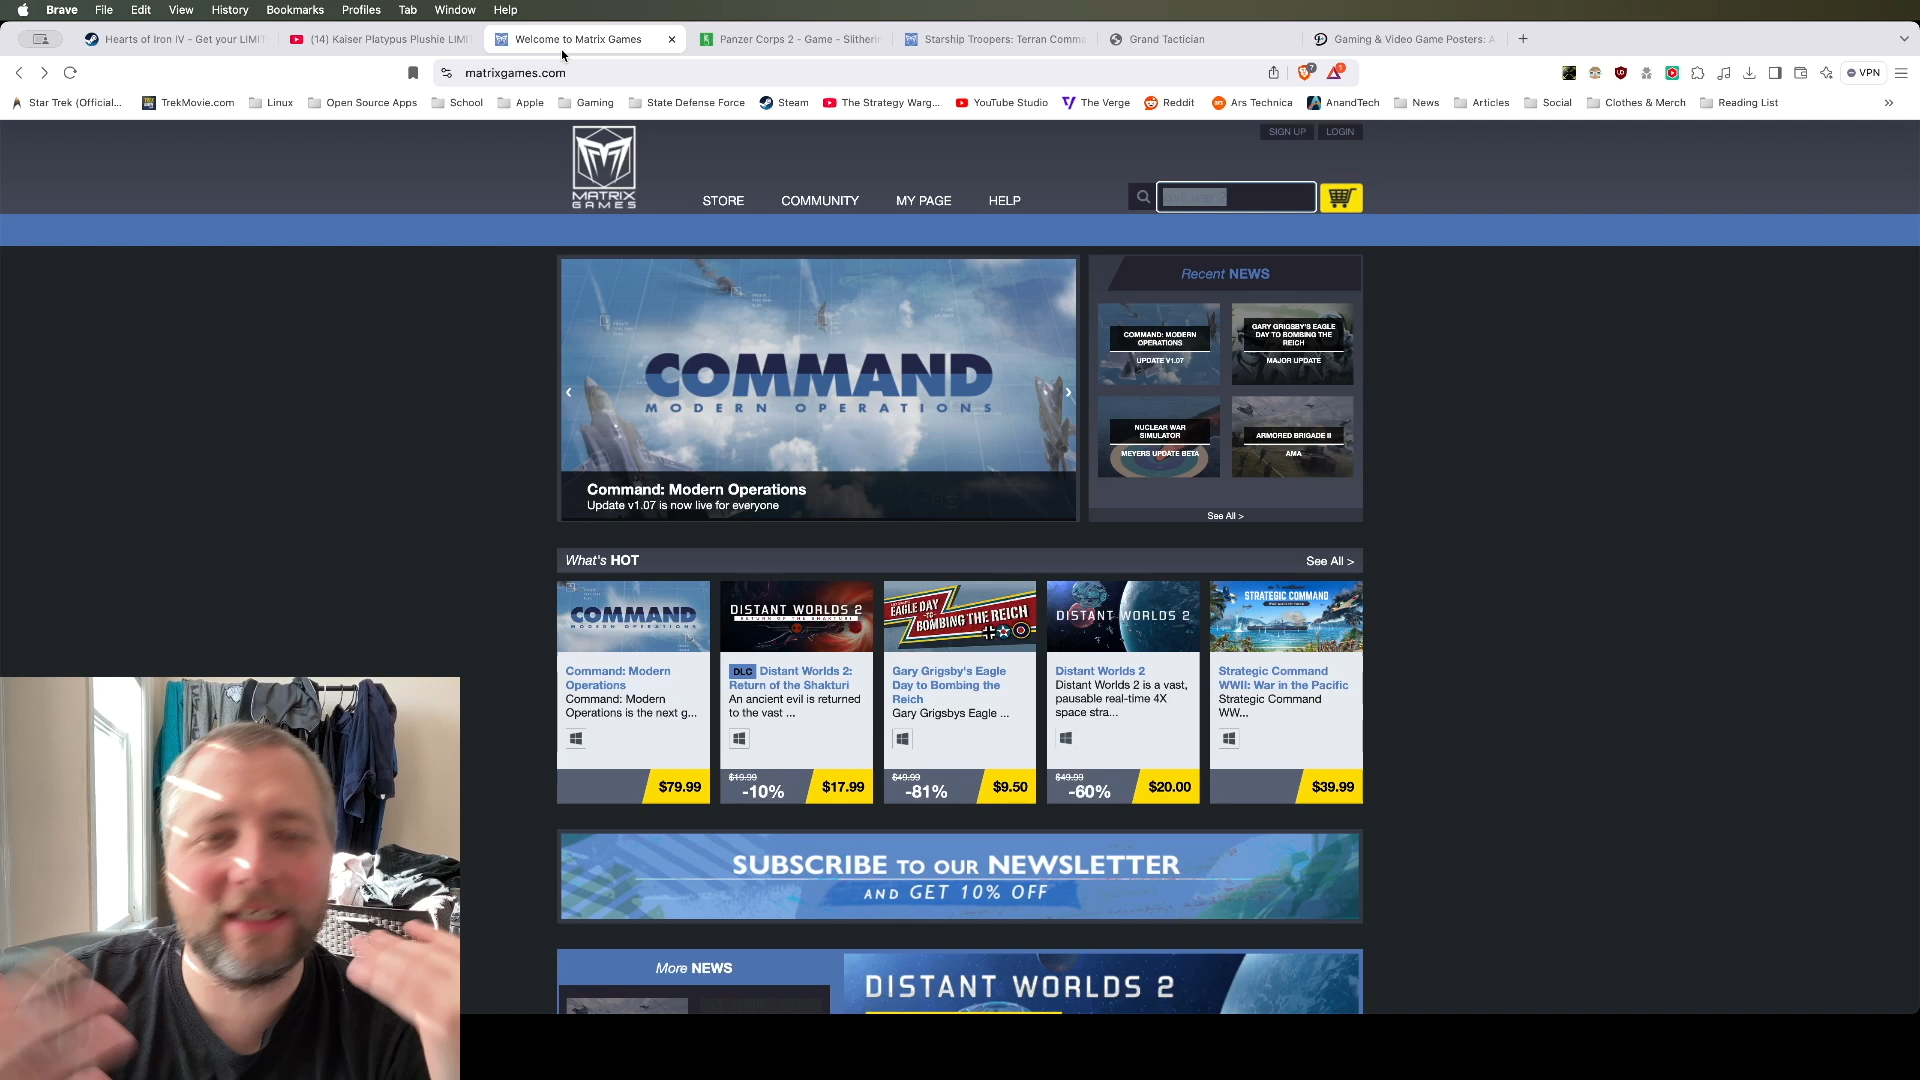 Brave File Edit View History Bookmarks Profiles Tab Window Help
Hearts of Iron IV - Get your LIMI
(14) Kaiser Platypus Plushie LIMI
Welcome to Matrix Games
Panzer Corps 2 - Game - Slitherin
Starship Troopers: Terran Comma
Grand Tactician
Gaming & Video Game Posters: A
matrixgames.com
VPN
Star Trek (Official...
TrekMovie.com
Linux
Open Source Apps
School
Apple
Gaming
State Defense Force
Steam
The Strategy Warg...
YouTube Studio
The Verge
Reddit
Ars Technica
AnandTech
News
Articles
Social
Clothes & Merch
Reading List
SIGN UP
LOGIN
MATRIX
GAMES
STORE
COMMUNITY
MY PAGE
HELP
COMMAND
MODERN OPERATIONS
Command: Modern Operations
Update v1.07 is now live for everyone
Recent NEWS
COMMAND: MODERN
OPERATIONS
UPDATE V1.07
GARY GRIGSBY'S EAGLE
DAY TO BOMBING THE
REICH
MAJOR UPDATE
NUCLEAR WAR
SIMULATOR
MEYERS UPDATE BETA
ARMORED BRIGADE II
AMA
See All >
What's HOT
See All >
COMMAND
MODERN OPERATIONS
Command: Modern
Operations
Command: Modern
Operations is the next g...
$79.99
DISTANT WORLDS 2
RETURN OF THE SHAKTURI
DLC Distant Worlds 2:
Return of the Shakturi
An ancient evil is returned
to the vast ...
$19.99
-10%
$17.99
EAGLE DAY
TO
BOMBING THE REICH
Gary Grigsby's Eagle
Day to Bombing the
Reich
Gary Grigsbys Eagle ...
$49.99
-81%
$9.50
DISTANT WORLDS 2
Distant Worlds 2
Distant Worlds 2 is a vast,
pausable real-time 4X
space stra...
$49.99
-60%
$20.00
STRATEGIC COMMAND
Strategic Command
WWII: War in the Pacific
Strategic Command
WW...
$39.99
SUBSCRIBE TO OUR NEWSLETTER
AND GET 10% OFF
More NEWS
DISTANT WORLDS 2